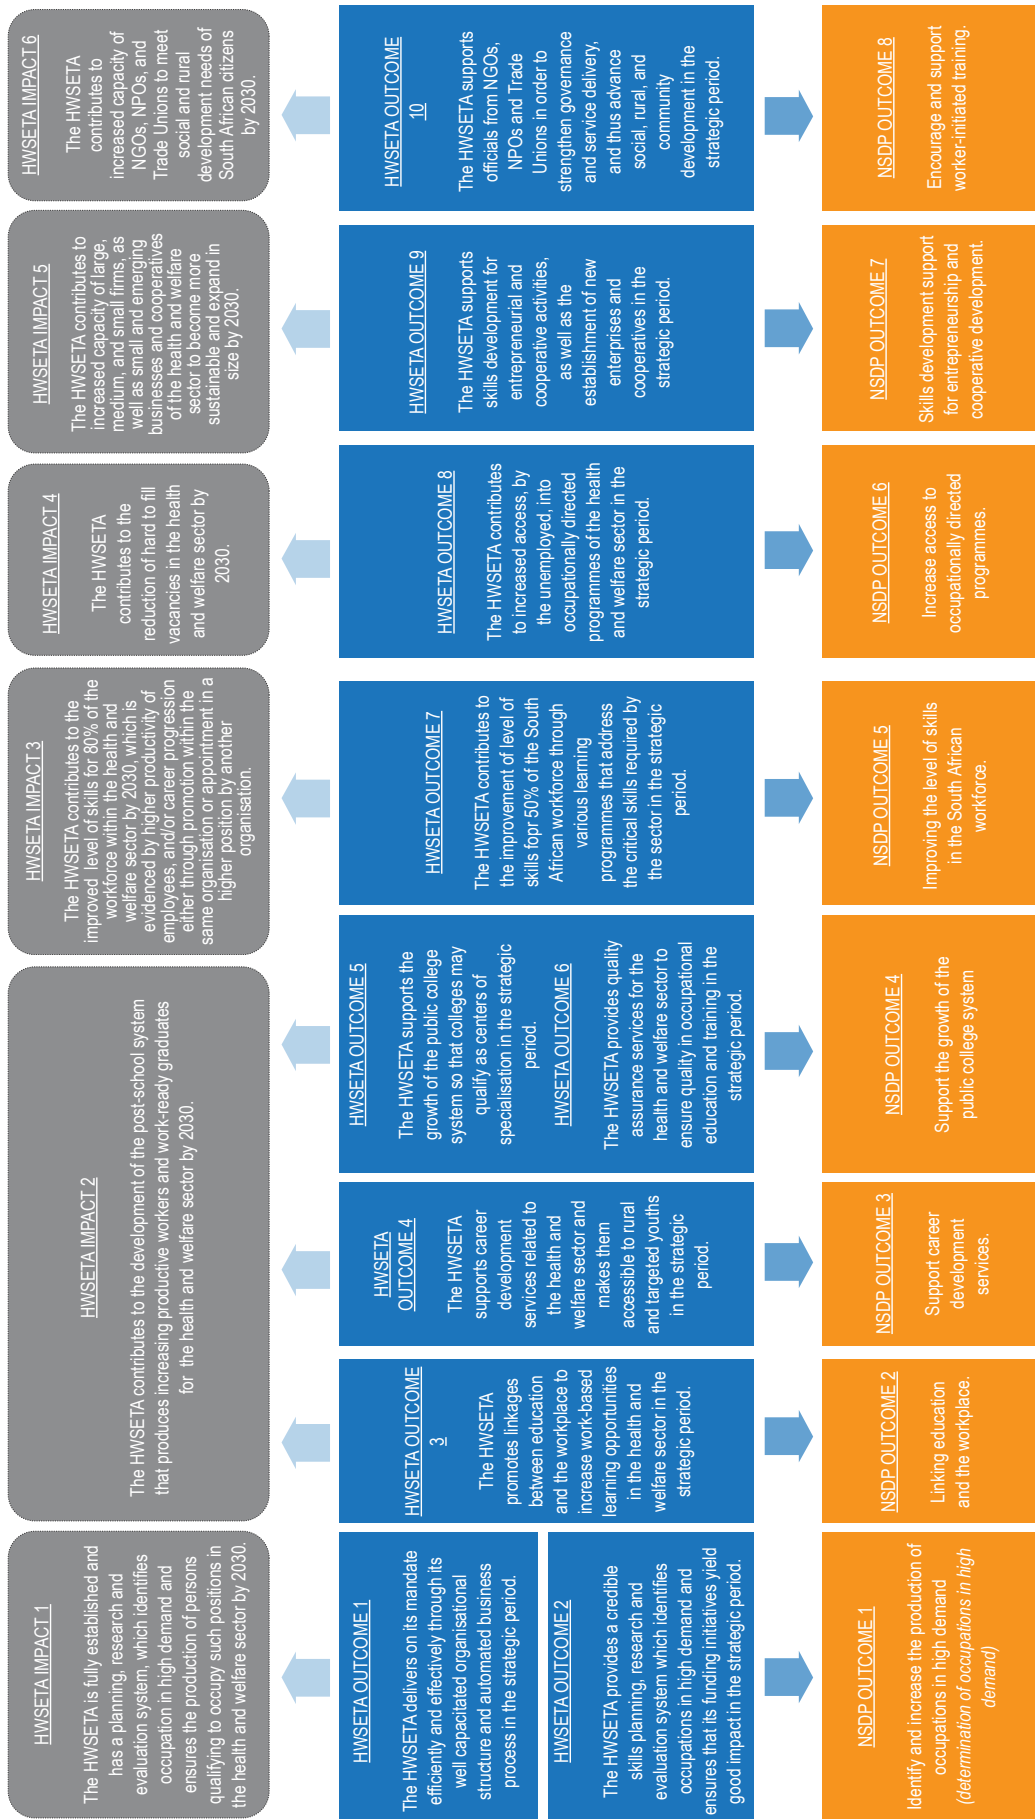 HWSETA IMPACT 1
The HWSETA is fully established and
has a planning, research and
evaluation system, which identifies
occupation in high demand and
ensures the production of persons
qualifying to occupy such positions in
the health and welfare sector by 2030.
HWSETA IMPACT 2
The HWSETA contributes to the development of the post-school system
that produces increasing productive workers and work-ready graduates
for the health and welfare sector by 2030.
HWSETA IMPACT 3
The HWSETA contributes to the
improved level of skills for 80% of the
workforce within the health and
welfare sector by 2030, which is
evidenced by higher productivity of
employees, and/or career progression
either through promotion within the
same organisation or appointment in a
higher position by another
organisation.
HWSETA IMPACT 4
The HWSETA
contributes to the
reduction of hard to fill
vacancies in the health
and welfare sector by
2030.
HWSETA IMPACT 5
The HWSETA contributes to
increased capacity of large,
medium, and small firms, as
well as small and emerging
businesses and cooperatives
of the health and welfare
sector to become more
sustainable and expand in
size by 2030.
HWSETA IMPACT 6
The HWSETA
contributes to
increased capacity of
NGOs, NPOs, and
Trade Unions to meet
social and rural
development needs of
South African citizens
by 2030.
HWSETA OUTCOME 1
The HWSETA delivers on its mandate
efficiently and effectively through its
well capacitated organisational
structure and automated business
process in the strategic period.
HWSETA OUTCOME 2
The HWSETA provides a credible
skills planning, research and
evaluation system which identifies
occupations in high demand and
ensures that its funding initiatives yield
good impact in the strategic period.
HWSETA OUTCOME
3
The HWSETA
promotes linkages
between education
and the workplace to
increase work-based
learning opportunities
in the health and
welfare sector in the
strategic period.
HWSETA
OUTCOME 4
The HWSETA
supports career
development
services related to
the health and
welfare sector and
makes them
accessible to rural
and targeted youths
in the strategic
period.
HWSETA OUTCOME 5
The HWSETA supports the
growth of the public college
system so that colleges may
qualify as centers of
specialisation in the strategic
period.
HWSETA OUTCOME 6
The HWSETA provides quality
assurance services for the
health and welfare sector to
ensure quality in occupational
education and training in the
strategic period.
HWSETA OUTCOME 7
The HWSETA contributes to
the improvement of level of
skills fopr 50% of the South
African workforce through
various learning
programmes that address
the critical skills required by
the sector in the strategic
period.
HWSETA OUTCOME 8
The HWSETA contributes
to increased access, by
the unemployed, into
occupationally directed
programmes of the health
and welfare sector in the
strategic period.
HWSETA OUTCOME 9
The HWSETA supports
skills development for
entrepreneurial and
cooperative activities,
as well as the
establishment of new
enterprises and
cooperatives in the
strategic period.
HWSETA OUTCOME
10
The HWSETA supports
officials from NGOs,
NPOs and Trade
Unions in order to
strengthen governance
and service delivery,
and thus advance
social, rural, and
community
development in the
strategic period.
NSDP OUTCOME 1
Identify and increase the production of
occupations in high demand
(determination of occupations in high
demand)
NSDP OUTCOME 2
Linking education
and the workplace.
NSDP OUTCOME 3
Support career
development
services.
NSDP OUTCOME 4
Support the growth of the
public college system
NSDP OUTCOME 5
Improving the level of skills
in the South African
workforce.
NSDP OUTCOME 6
Increase access to
occupationally directed
programmes.
NSDP OUTCOME 7
Skills development support
for entrepreneurship and
cooperative development.
NSDP OUTCOME 8
Encourage and support
worker-initiated training.